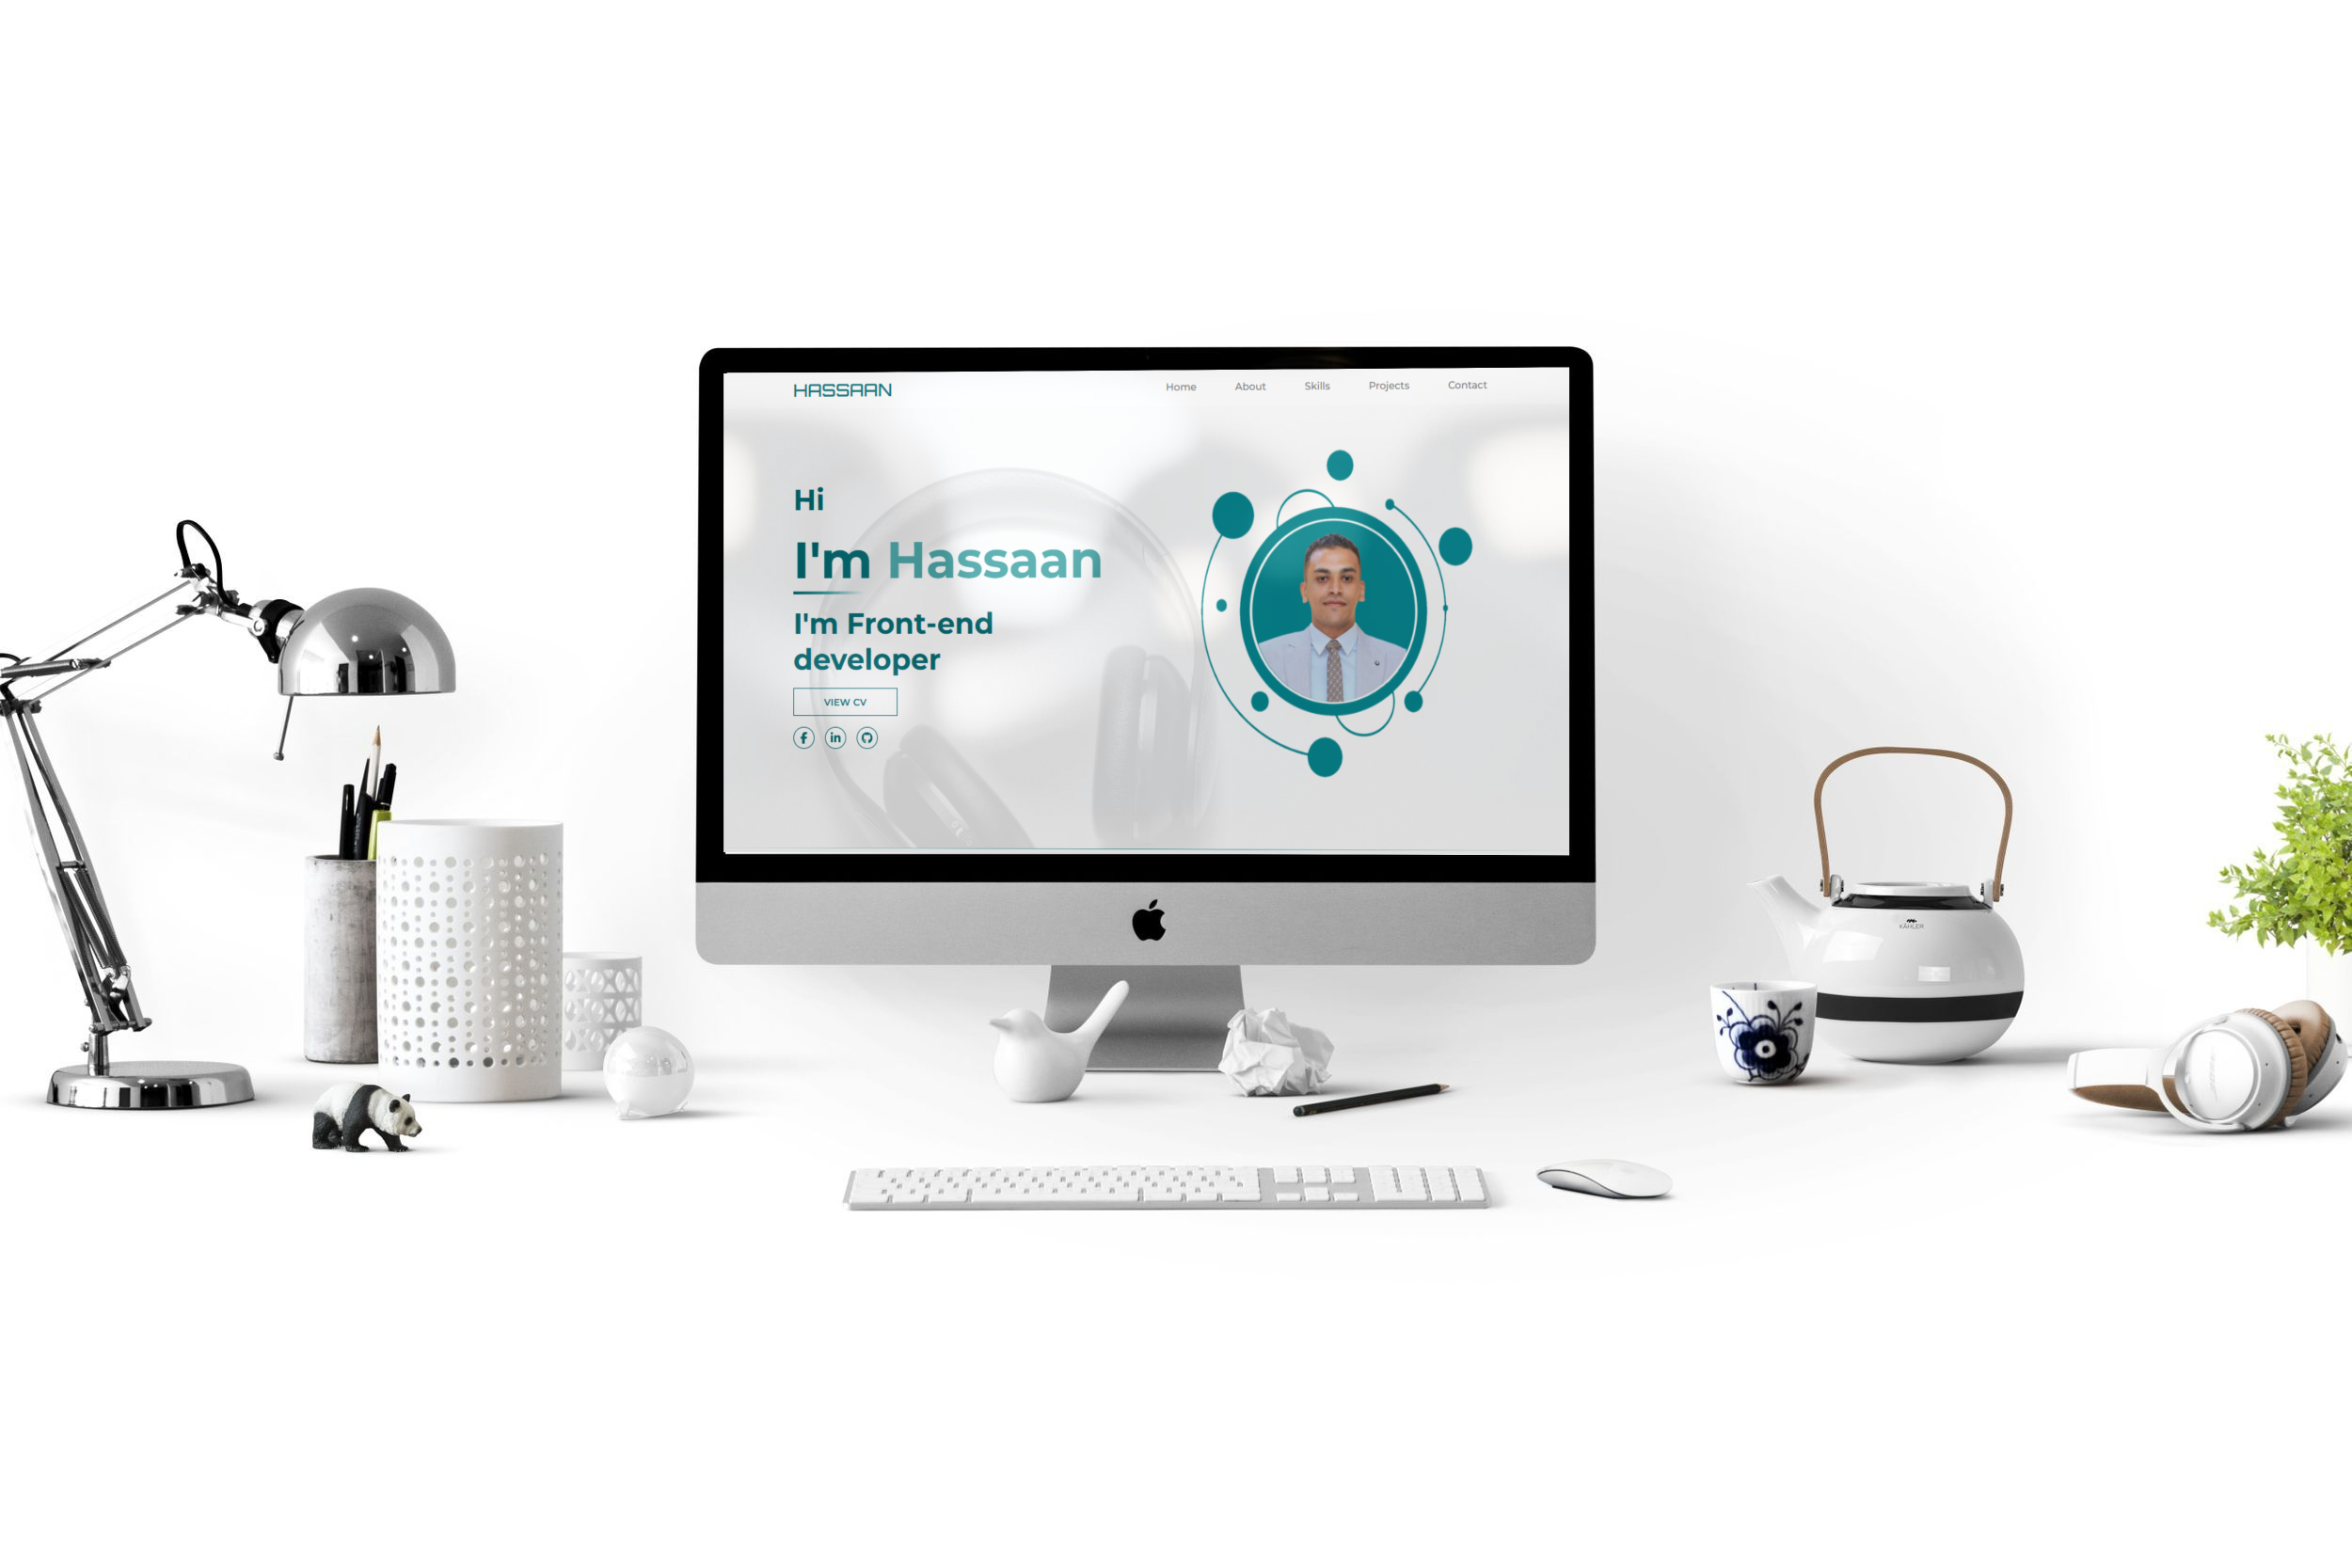 HASSAAN
Home About Skills Projects Contact
Hi
I'm Hassaan
I'm Front-end
developer
VIEW CV
KÄHLER